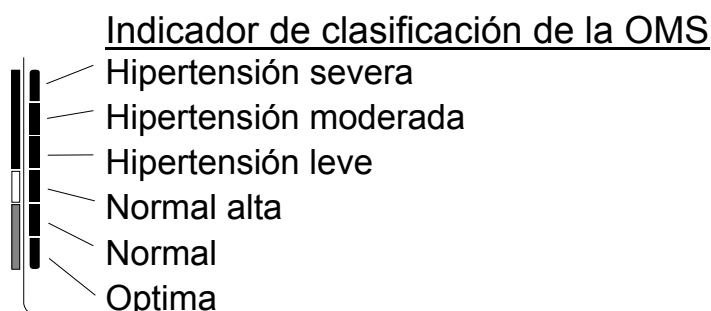 Indicador de clasificación de la OMS
Hipertensión severa
Hipertensión moderada
Hipertensión leve
Normal alta
Normal
Optima